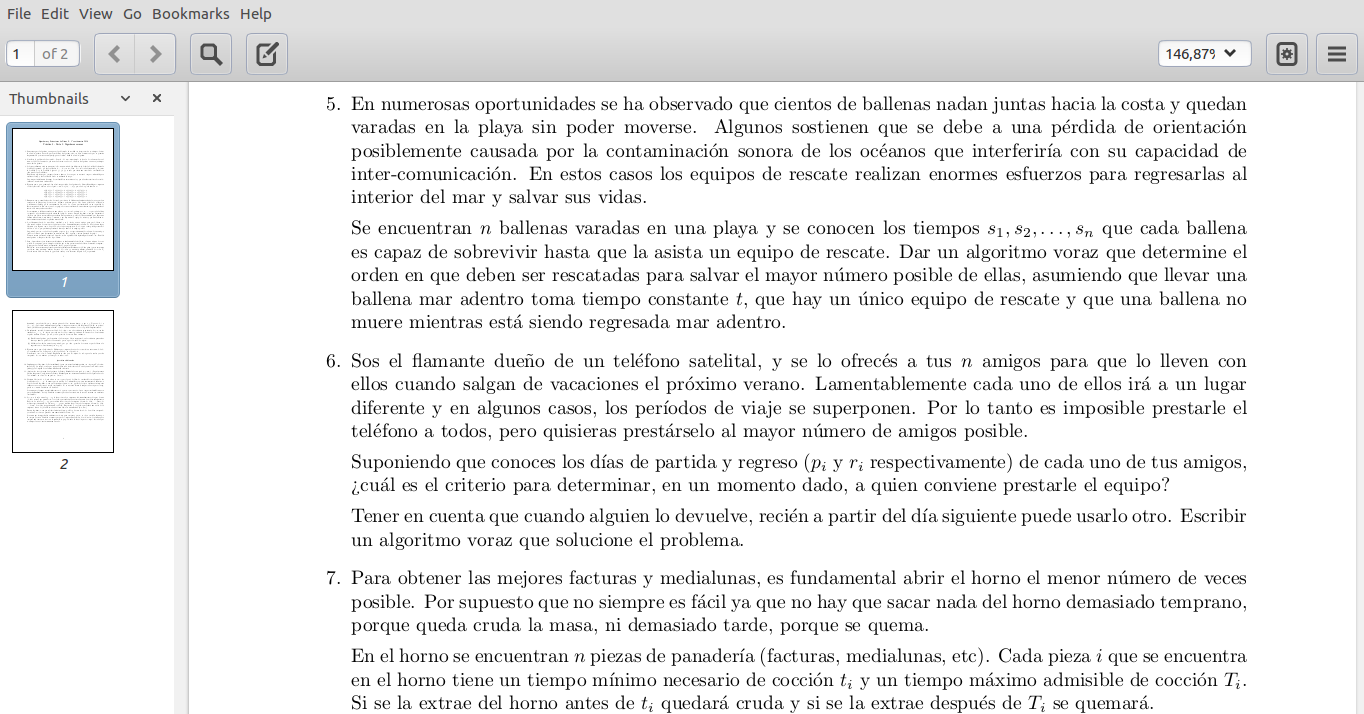 File Edit View Go Bookmarks Help
1 of 2
146,87%
Thumbnails
1
2
5. En numerosas oportunidades se ha observado que cientos de ballenas nadan juntas hacia la costa y quedan
varadas en la playa sin poder moverse. Algunos sostienen que se debe a una pérdida de orientación
posiblemente causada por la contaminación sonora de los océanos que interferiría con su capacidad de
inter-comunicación. En estos casos los equipos de rescate realizan enormes esfuerzos para regresarlas al
interior del mar y salvar sus vidas.
Se encuentran n ballenas varadas en una playa y se conocen los tiempos s₁, s₂, . . . , sₙ que cada ballena
es capaz de sobrevivir hasta que la asista un equipo de rescate. Dar un algoritmo voraz que determine el
orden en que deben ser rescatadas para salvar el mayor número posible de ellas, asumiendo que llevar una
ballena mar adentro toma tiempo constante t, que hay un único equipo de rescate y que una ballena no
muere mientras está siendo regresada mar adentro.
6. Sos el flamante dueño de un teléfono satelital, y se lo ofrecés a tus n amigos para que lo lleven con
ellos cuando salgan de vacaciones el próximo verano. Lamentablemente cada uno de ellos irá a un lugar
diferente y en algunos casos, los períodos de viaje se superponen. Por lo tanto es imposible prestarle el
teléfono a todos, pero quisieras prestárselo al mayor número de amigos posible.
Suponiendo que conoces los días de partida y regreso (pᵢ y rᵢ respectivamente) de cada uno de tus amigos,
¿cuál es el criterio para determinar, en un momento dado, a quien conviene prestarle el equipo?
Tener en cuenta que cuando alguien lo devuelve, recién a partir del día siguiente puede usarlo otro. Escribir
un algoritmo voraz que solucione el problema.
7. Para obtener las mejores facturas y medialunas, es fundamental abrir el horno el menor número de veces
posible. Por supuesto que no siempre es fácil ya que no hay que sacar nada del horno demasiado temprano,
porque queda cruda la masa, ni demasiado tarde, porque se quema.
En el horno se encuentran n piezas de panadería (facturas, medialunas, etc). Cada pieza i que se encuentra
en el horno tiene un tiempo mínimo necesario de cocción tᵢ y un tiempo máximo admisible de cocción Tᵢ.
Si se la extrae del horno antes de tᵢ quedará cruda y si se la extrae después de Tᵢ se quemará.